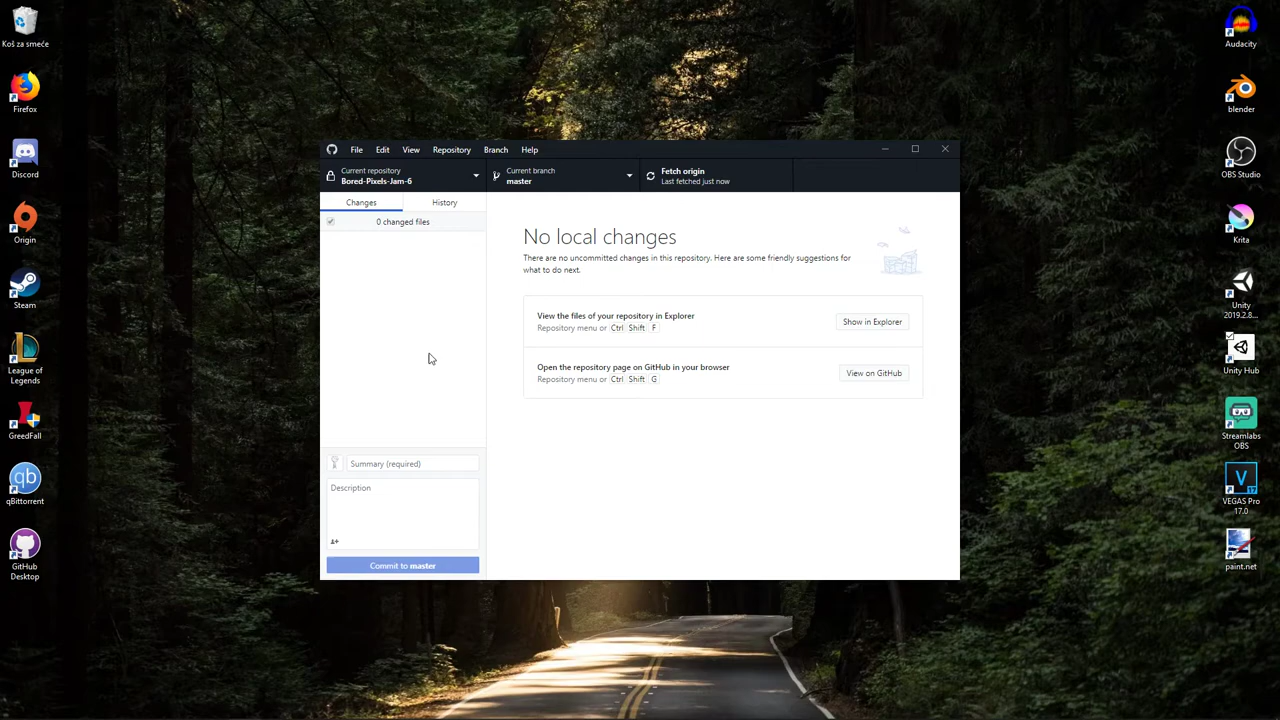 Koš za smeće
Firefox
Discord
Origin
Steam
League of
Legends
GreedFall
qBittorrent
GitHub
Desktop
File Edit View Repository Branch Help
Current repository
Bored-Pixels-Jam-6
Current branch
master
Fetch origin
Last fetched just now
Changes History
0 changed files
Summary (required)
Description
Commit to master
No local changes
There are no uncommitted changes in this repository. Here are some friendly suggestions for
what to do next.
View the files of your repository in Explorer
Repository menu or Ctrl Shift F
Show in Explorer
Open the repository page on GitHub in your browser
Repository menu or Ctrl Shift G
View on GitHub
Audacity
blender
OBS Studio
Krita
Unity
2019.2.8...
Unity Hub
Streamlabs
OBS
VEGAS Pro
17.0
paint.net